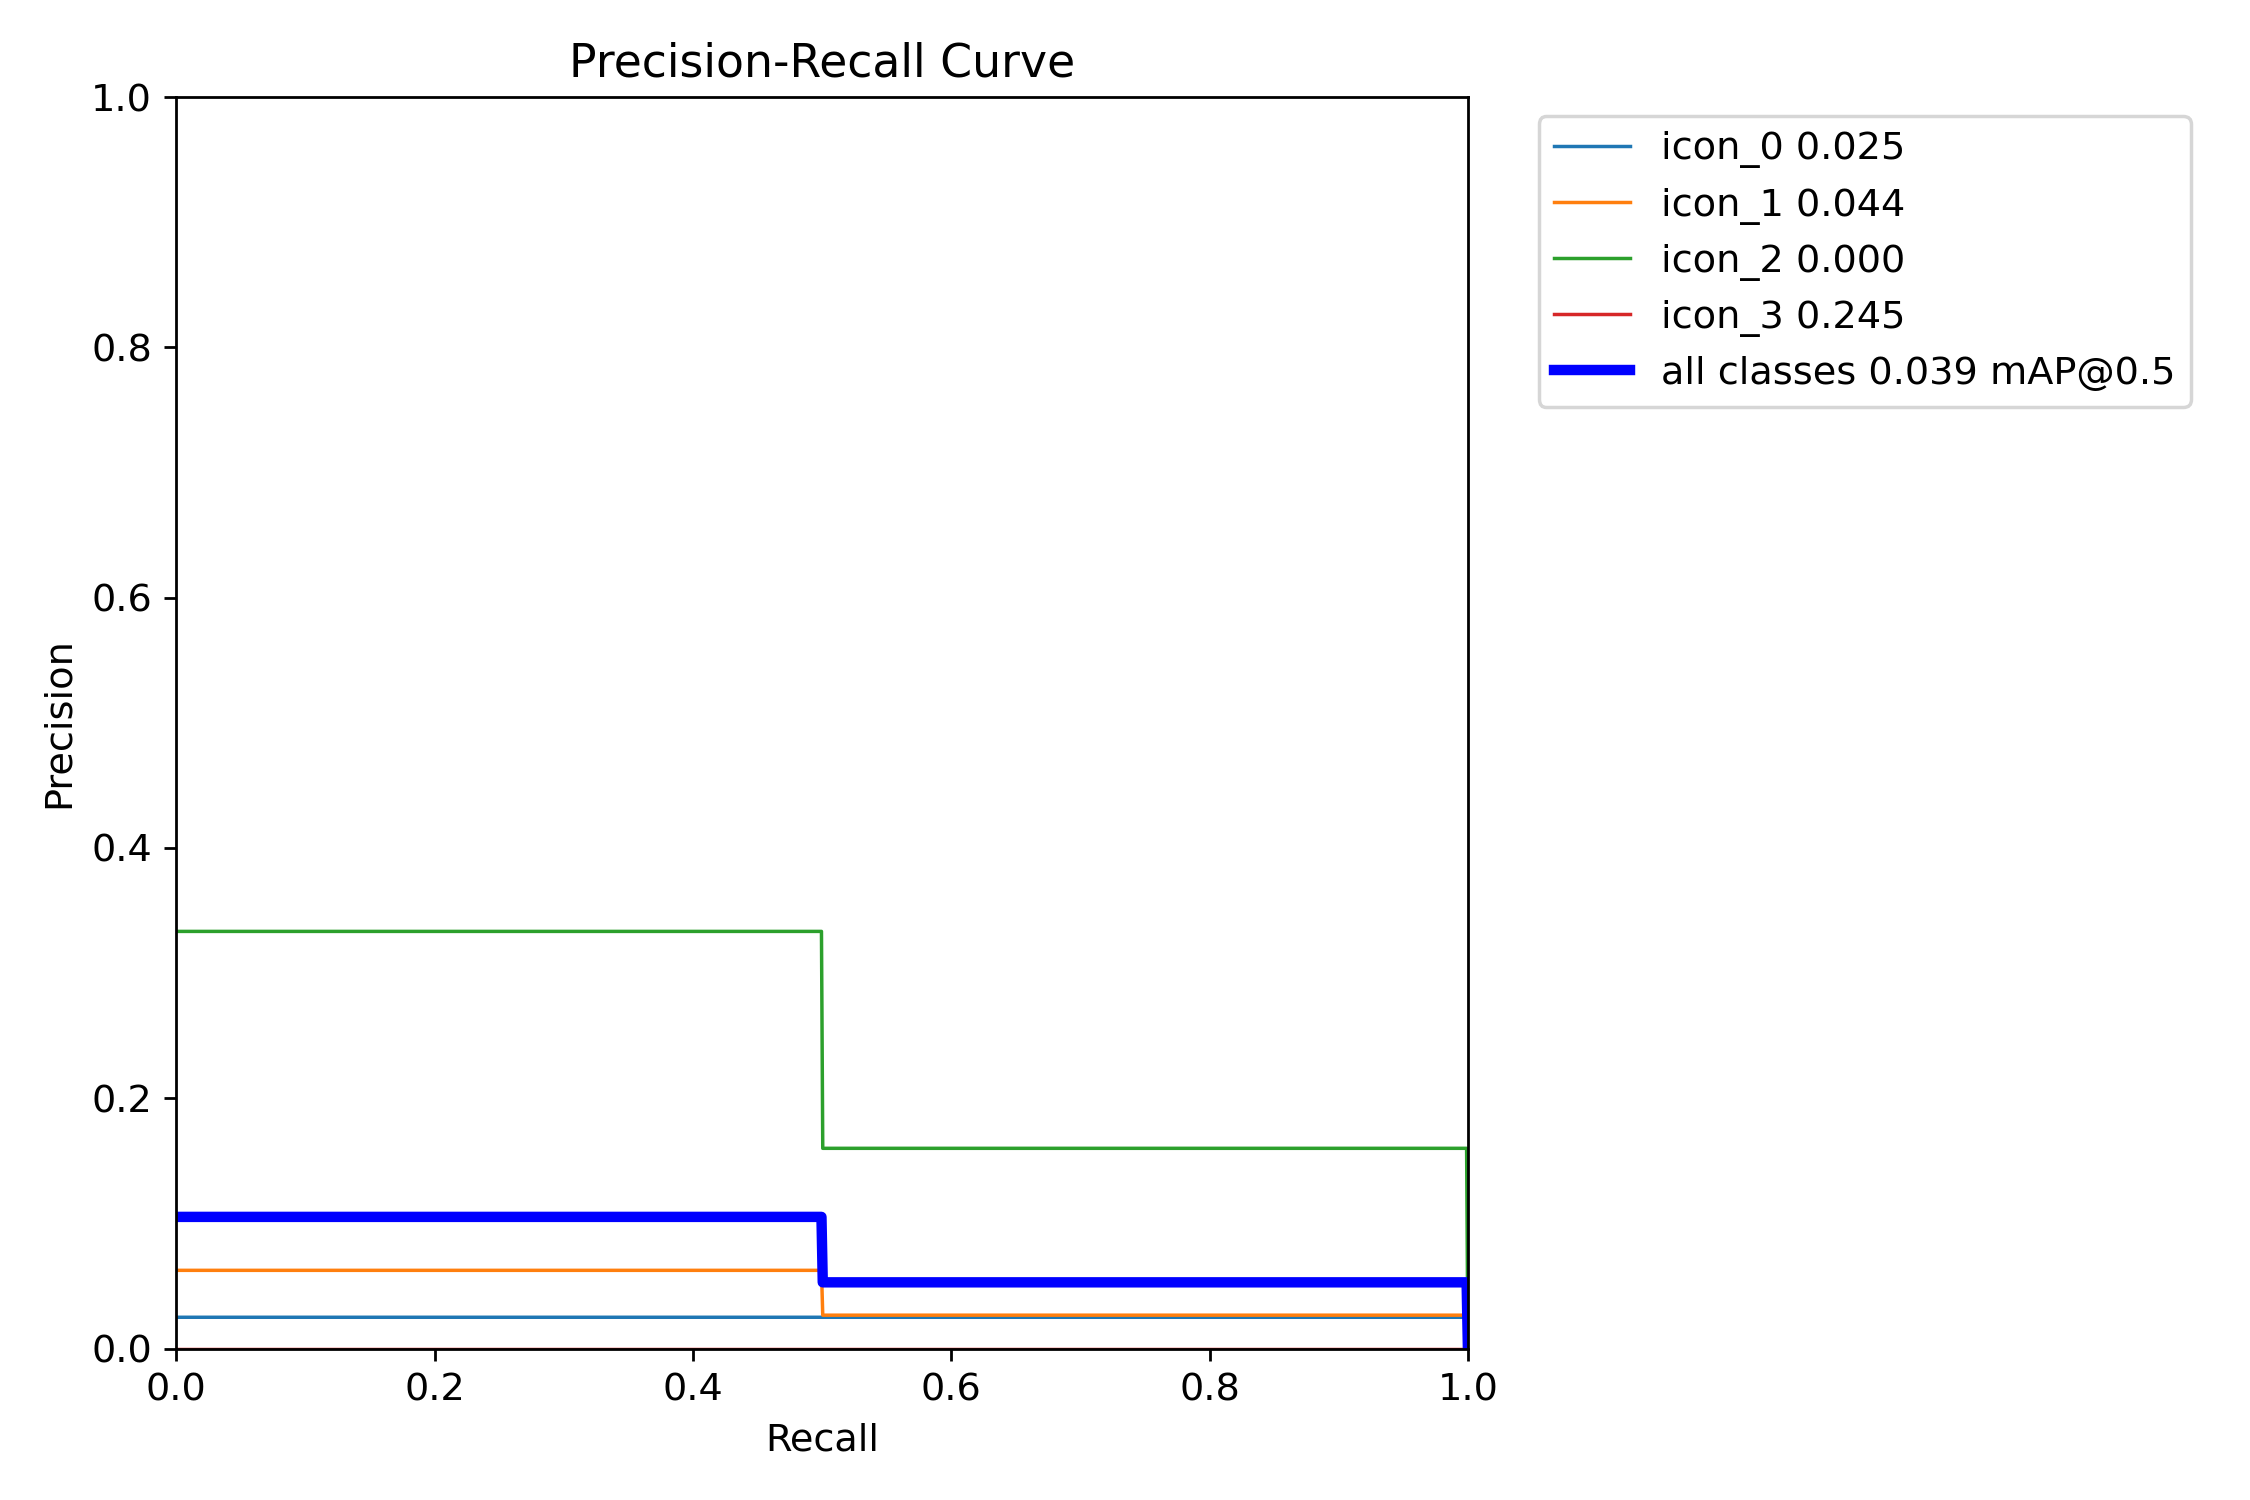 Precision-Recall Curve
1.0
0.8
0.6
0.4
0.2
0.0
Precision
0.0 0.2 0.4 0.6 0.8 1.0
Recall
icon_0 0.025
icon_1 0.044
icon_2 0.000
icon_3 0.245
all classes 0.039 mAP@0.5